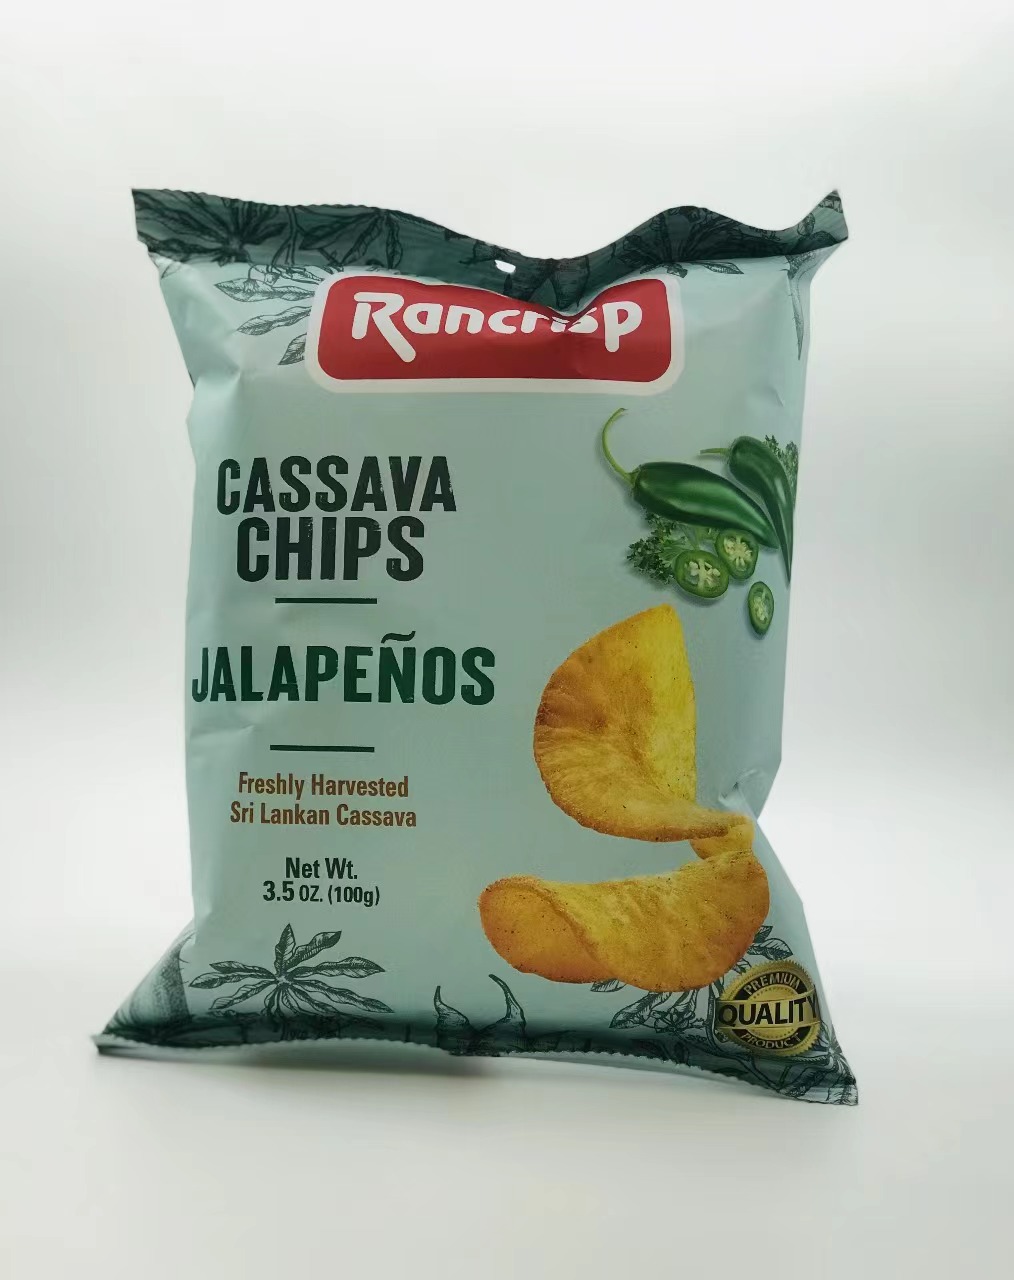 Rancrisp
CASSAVA
CHIPS
JALAPEÑOS
Freshly Harvested
Sri Lankan Cassava
Net Wt.
3.5 OZ. (100g)
PREMIUM
QUALITY
PRODUCT